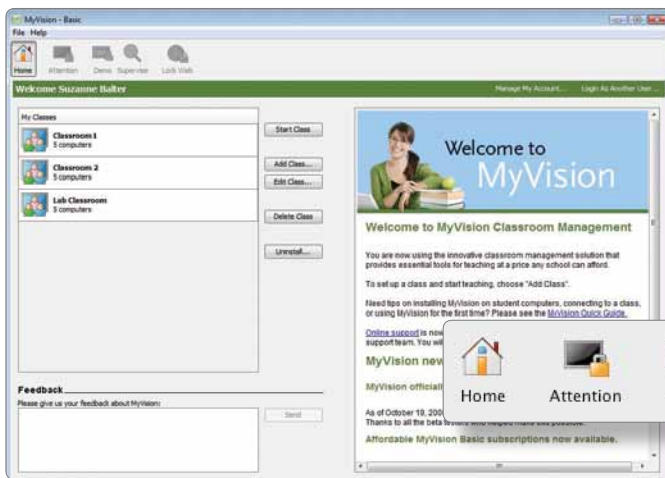 MyVision - Basic
File Help
Home Attention Demo Supervise Lock Web
Welcome Suzanne Balter
Manage My Account... Login As Another User...
My Classes
Classroom 1
5 computers
Classroom 2
5 computers
Lab Classroom
5 computers
Start Class
Add Class...
Edit Class...
Delete Class
Uninstall...
Feedback
Please give us your feedback about MyVision:
Send
Welcome to
MyVision
Welcome to MyVision Classroom Management
You are now using the innovative classroom management solution that
provides essential tools for teaching at a price any school can afford.
To set up a class and start teaching, choose "Add Class".
Need tips on installing MyVision on student computers, connecting to a class,
or using MyVision for the first time? Please see the MyVision Quick Guide.
Online support is now
support team. You will
MyVision new
MyVision official
As of October 19, 200
Thanks to all the beta testers who helped make this possible.
Affordable MyVision Basic subscriptions now available.
Home Attention